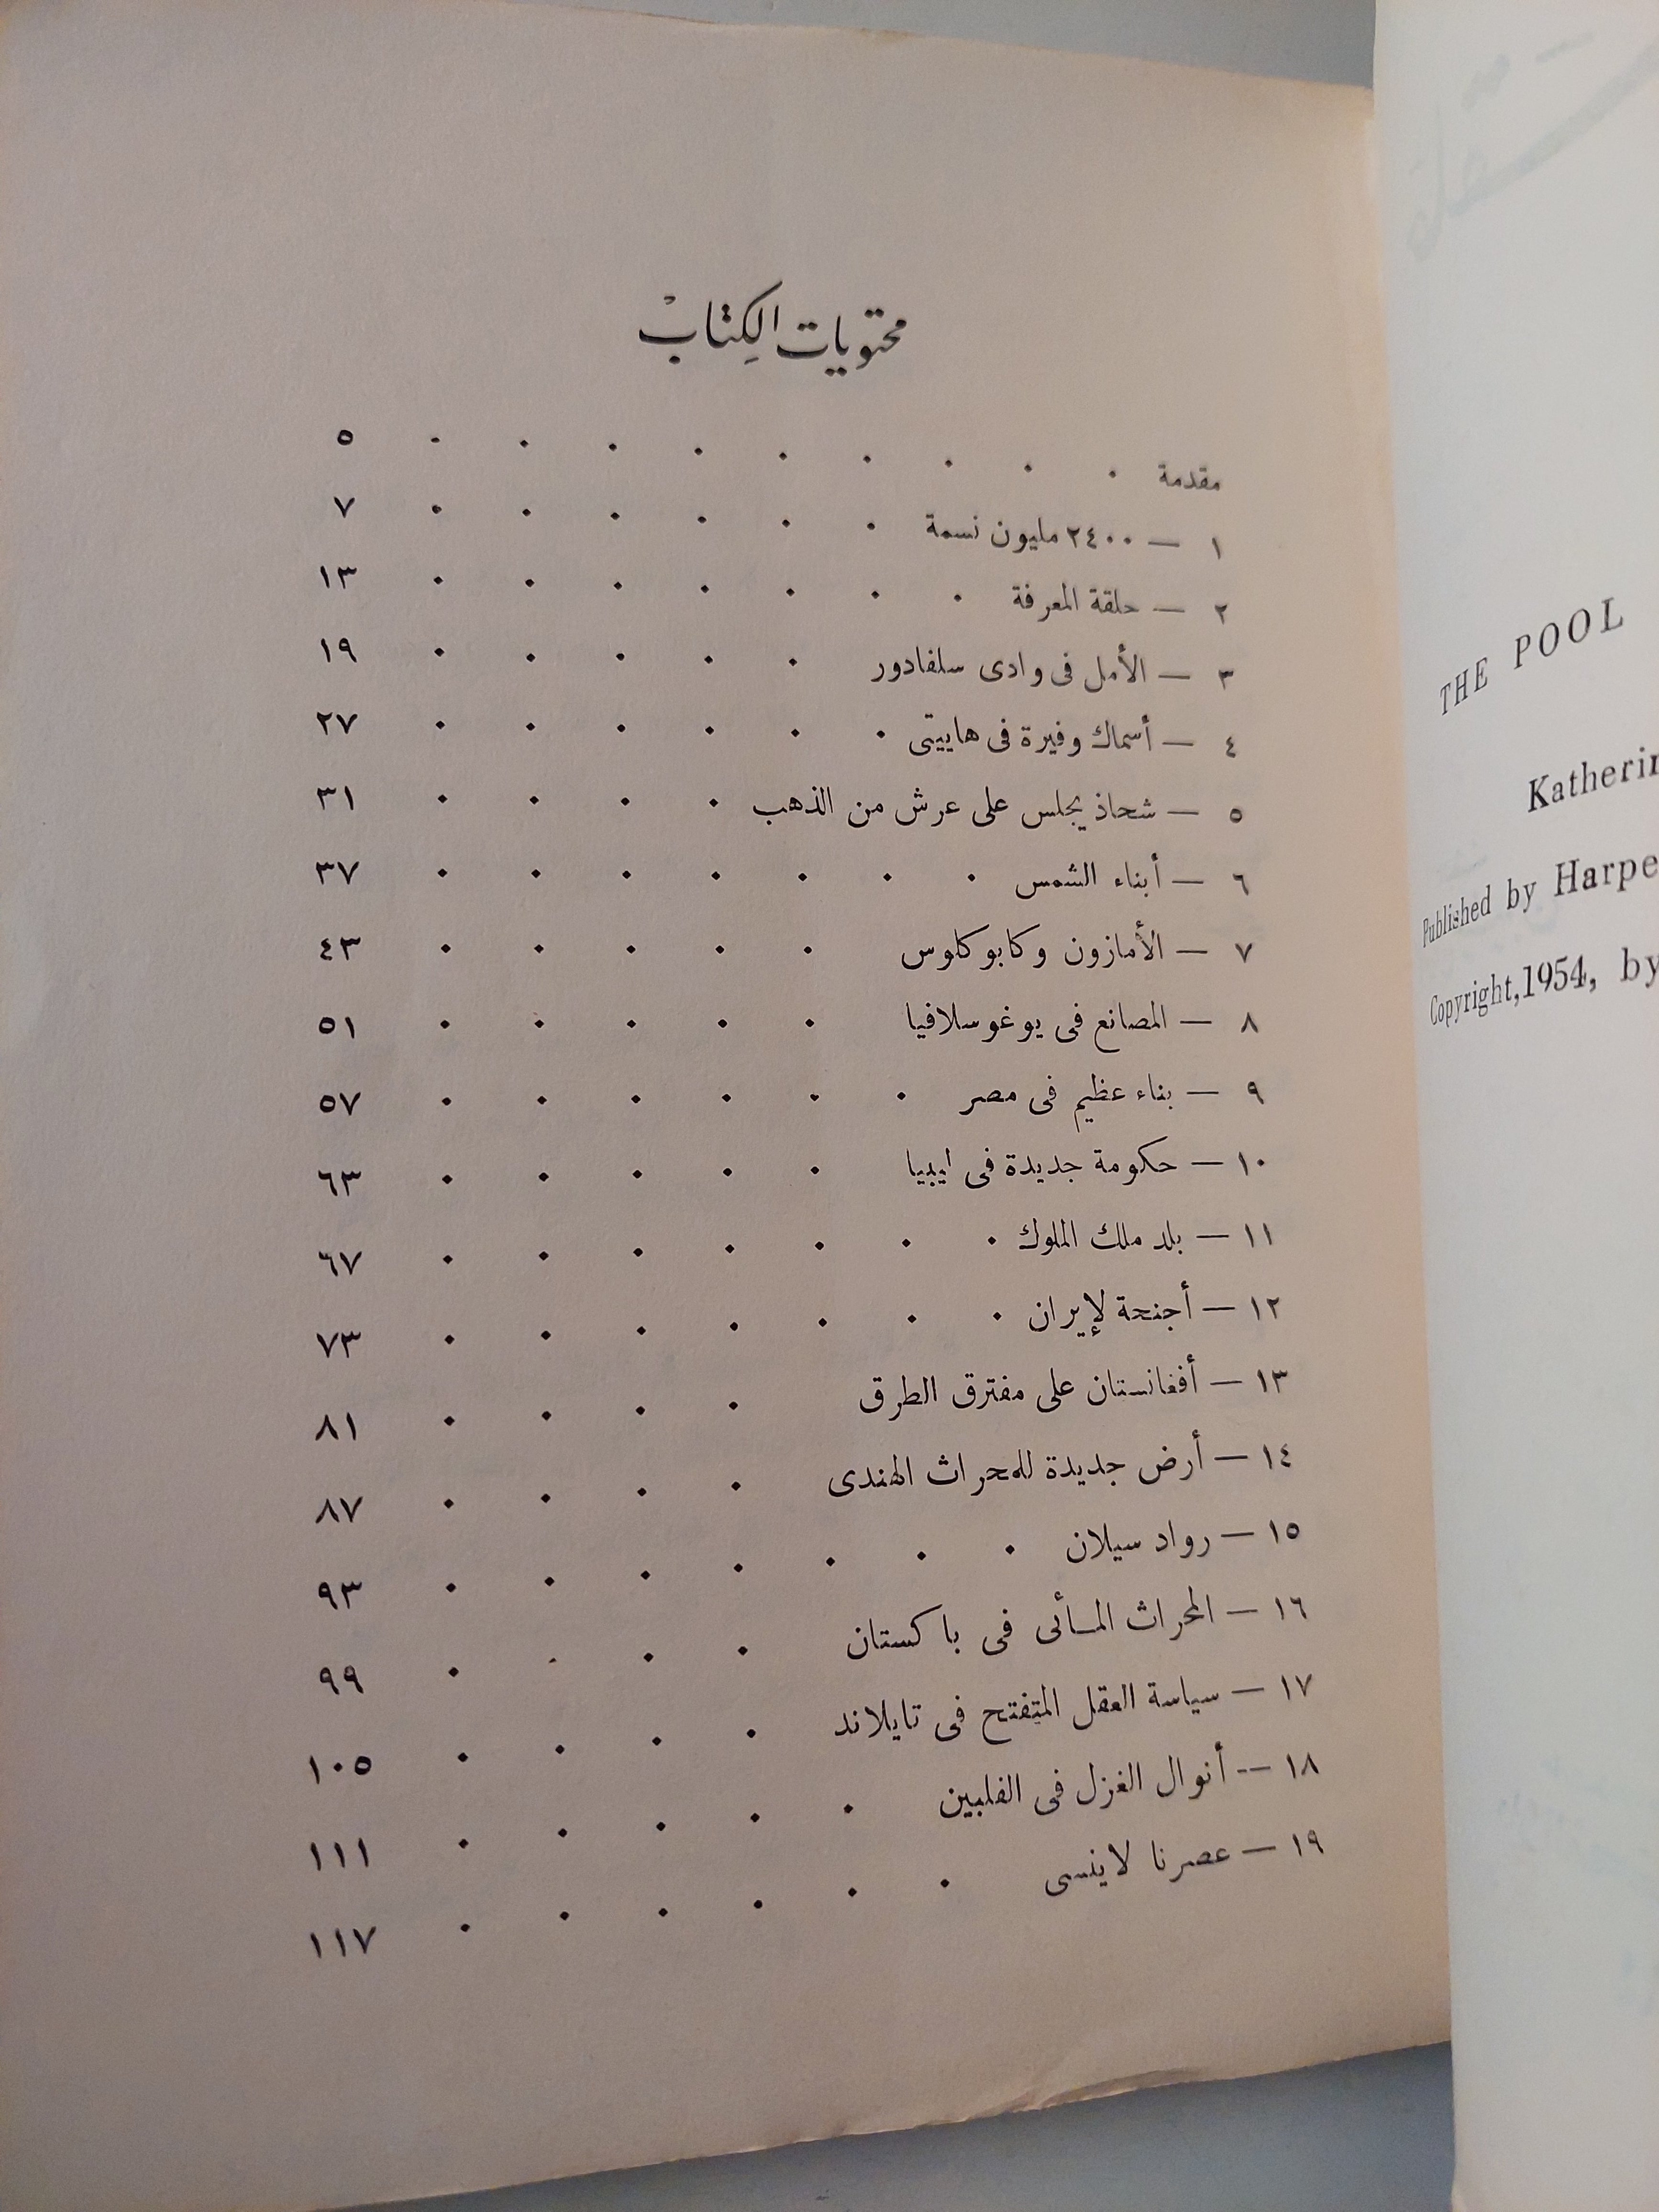 محتويات الكتاب
مقدمة . . . . . . . . . ٥
١ — ٢٤٠٠ مليون نسمة . . . . . . ٧
٢ — حلقة المعرفة . . . . . . . ١٣
٣ — الأمل فى وادى سلفادور . . . . . ١٩
٤ — أسماك وفيرة فى هاييتى . . . . . . ٢٧
٥ — شحاذ يجلس على عرش من الذهب . . . . ٣١
٦ — أبناء الشمس . . . . . . . ٣٧
٧ — الأمازون وكابوكلوس . . . . . ٤٣
٨ — المصانع فى يوغوسلافيا . . . . . ٥١
٩ — بناء عظيم فى مصر . . . . . . ٥٧
١٠ — حكومة جديدة فى ليبيا . . . . . ٦٣
١١ — بلد ملك الملوك . . . . . . . ٦٧
١٢ — أجنحة لإيران . . . . . . . ٧٣
١٣ — أفغانستان على مفترق الطرق . . . . ٨١
١٤ — أرض جديدة للمحراث الهندى . . . . ٨٧
١٥ — رواد سيلان . . . . . . . ٩٣
١٦ — المحراث المائى فى باكستان . . . . ٩٩
١٧ — سياسة العقل المتفتح فى تايلاند . . . . ١٠٥
١٨ — أنوال الغزل فى الفلبين . . . . . ١١١
١٩ — عصرنا لا ينسى . . . . . . ١١٧
THE POOL
Katherin
Published by Harpe
Copyright, 1954, by